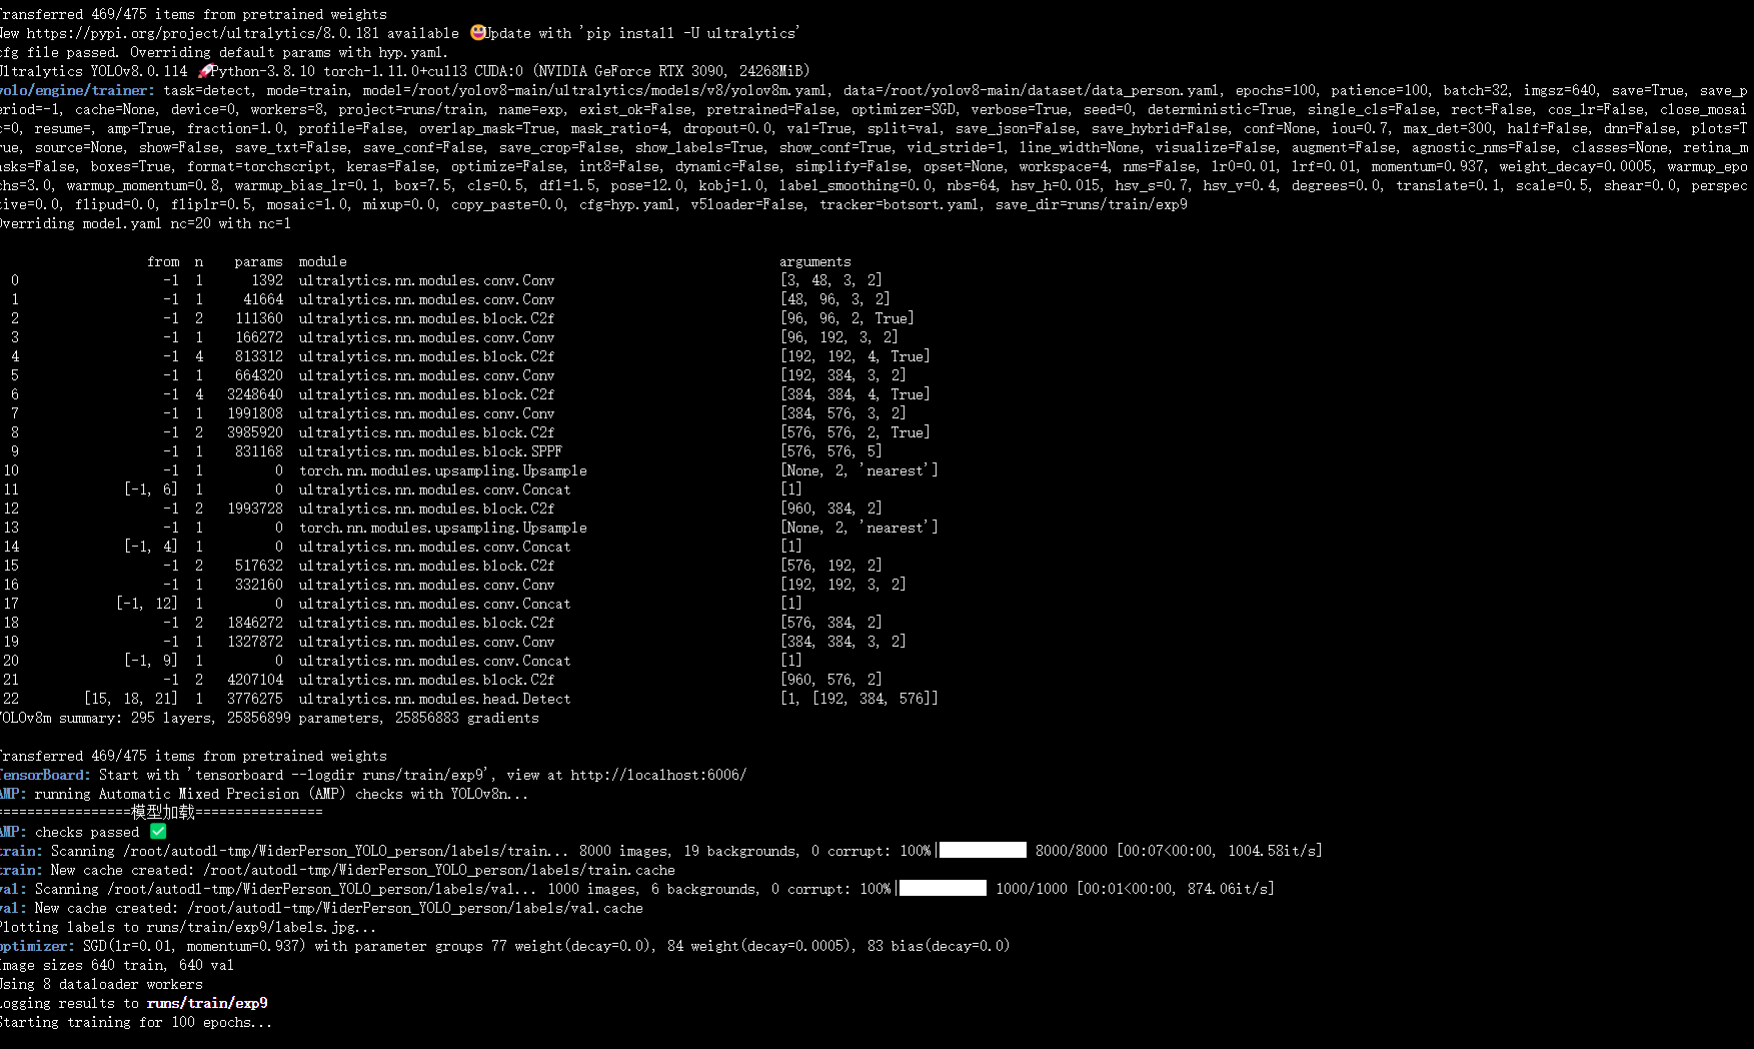 Transferred 469/475 items from pretrained weights
New https://pypi.org/project/ultralytics/8.0.181 available 😃Update with 'pip install -U ultralytics'
cfg file passed. Overriding default params with hyp.yaml.
Ultralytics YOLOv8.0.114 🚀Python-3.8.10 torch-1.11.0+cu113 CUDA:0 (NVIDIA GeForce RTX 3090, 24268MiB)
yolo/engine/trainer: task=detect, mode=train, model=/root/yolov8-main/ultralytics/models/v8/yolov8m.yaml, data=/root/yolov8-main/dataset/data_person.yaml, epochs=100, patience=100, batch=32, imgsz=640, save=True, save_p
eriod=-1, cache=None, device=0, workers=8, project=runs/train, name=exp, exist_ok=False, pretrained=False, optimizer=SGD, verbose=True, seed=0, deterministic=True, single_cls=False, rect=False, cos_lr=False, close_mosai
c=0, resume=, amp=True, fraction=1.0, profile=False, overlap_mask=True, mask_ratio=4, dropout=0.0, val=True, split=val, save_json=False, save_hybrid=False, conf=None, iou=0.7, max_det=300, half=False, dnn=False, plots=T
rue, source=None, show=False, save_txt=False, save_conf=False, save_crop=False, show_labels=True, show_conf=True, vid_stride=1, line_width=None, visualize=False, augment=False, agnostic_nms=False, classes=None, retina_m
asks=False, boxes=True, format=torchscript, keras=False, optimize=False, int8=False, dynamic=False, simplify=False, opset=None, workspace=4, nms=False, lr0=0.01, lrf=0.01, momentum=0.937, weight_decay=0.0005, warmup_epo
chs=3.0, warmup_momentum=0.8, warmup_bias_lr=0.1, box=7.5, cls=0.5, dfl=1.5, pose=12.0, kobj=1.0, label_smoothing=0.0, nbs=64, hsv_h=0.015, hsv_s=0.7, hsv_v=0.4, degrees=0.0, translate=0.1, scale=0.5, shear=0.0, perspec
tive=0.0, flipud=0.0, fliplr=0.5, mosaic=1.0, mixup=0.0, copy_paste=0.0, cfg=hyp.yaml, v5loader=False, tracker=botsort.yaml, save_dir=runs/train/exp9
Overriding model.yaml nc=20 with nc=1
from n params module arguments
0 -1 1 1392 ultralytics.nn.modules.conv.Conv [3, 48, 3, 2]
1 -1 1 41664 ultralytics.nn.modules.conv.Conv [48, 96, 3, 2]
2 -1 2 111360 ultralytics.nn.modules.block.C2f [96, 96, 2, True]
3 -1 1 166272 ultralytics.nn.modules.conv.Conv [96, 192, 3, 2]
4 -1 4 813312 ultralytics.nn.modules.block.C2f [192, 192, 4, True]
5 -1 1 664320 ultralytics.nn.modules.conv.Conv [192, 384, 3, 2]
6 -1 4 3248640 ultralytics.nn.modules.block.C2f [384, 384, 4, True]
7 -1 1 1991808 ultralytics.nn.modules.conv.Conv [384, 576, 3, 2]
8 -1 2 3985920 ultralytics.nn.modules.block.C2f [576, 576, 2, True]
9 -1 1 831168 ultralytics.nn.modules.block.SPPF [576, 576, 5]
10 -1 1 0 torch.nn.modules.upsampling.Upsample [None, 2, 'nearest']
11 [-1, 6] 1 0 ultralytics.nn.modules.conv.Concat [1]
12 -1 2 1993728 ultralytics.nn.modules.block.C2f [960, 384, 2]
13 -1 1 0 torch.nn.modules.upsampling.Upsample [None, 2, 'nearest']
14 [-1, 4] 1 0 ultralytics.nn.modules.conv.Concat [1]
15 -1 2 517632 ultralytics.nn.modules.block.C2f [576, 192, 2]
16 -1 1 332160 ultralytics.nn.modules.conv.Conv [192, 192, 3, 2]
17 [-1, 12] 1 0 ultralytics.nn.modules.conv.Concat [1]
18 -1 2 1846272 ultralytics.nn.modules.block.C2f [576, 384, 2]
19 -1 1 1327872 ultralytics.nn.modules.conv.Conv [384, 384, 3, 2]
20 [-1, 9] 1 0 ultralytics.nn.modules.conv.Concat [1]
21 -1 2 4207104 ultralytics.nn.modules.block.C2f [960, 576, 2]
22 [15, 18, 21] 1 3776275 ultralytics.nn.modules.head.Detect [1, [192, 384, 576]]
YOLOv8m summary: 295 layers, 25856899 parameters, 25856883 gradients
Transferred 469/475 items from pretrained weights
TensorBoard: Start with 'tensorboard --logdir runs/train/exp9', view at http://localhost:6006/
AMP: running Automatic Mixed Precision (AMP) checks with YOLOv8n...
=================模型加载================
AMP: checks passed ✅
train: Scanning /root/autodl-tmp/WiderPerson_YOLO_person/labels/train... 8000 images, 19 backgrounds, 0 corrupt: 100%|███████████ 8000/8000 [00:07<00:00, 1004.58it/s]
train: New cache created: /root/autodl-tmp/WiderPerson_YOLO_person/labels/train.cache
val: Scanning /root/autodl-tmp/WiderPerson_YOLO_person/labels/val... 1000 images, 6 backgrounds, 0 corrupt: 100%|███████████ 1000/1000 [00:01<00:00, 874.06it/s]
val: New cache created: /root/autodl-tmp/WiderPerson_YOLO_person/labels/val.cache
Plotting labels to runs/train/exp9/labels.jpg...
optimizer: SGD(lr=0.01, momentum=0.937) with parameter groups 77 weight(decay=0.0), 84 weight(decay=0.0005), 83 bias(decay=0.0)
Image sizes 640 train, 640 val
Using 8 dataloader workers
Logging results to runs/train/exp9
Starting training for 100 epochs...